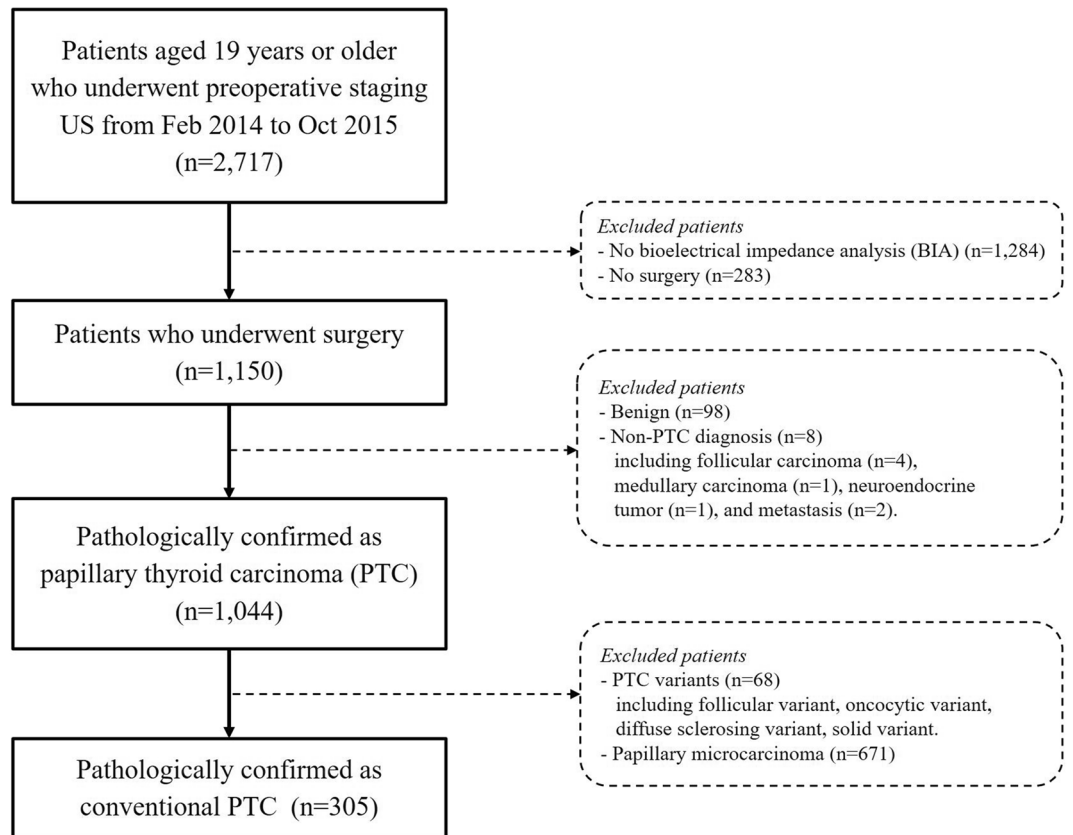 Patients aged 19 years or older
who underwent preoperative staging
US from Feb 2014 to Oct 2015
(n=2,717)
Excluded patients
- No bioelectrical impedance analysis (BIA) (n=1,284)
- No surgery (n=283)
Patients who underwent surgery
(n=1,150)
Excluded patients
- Benign (n=98)
- Non-PTC diagnosis (n=8)
including follicular carcinoma (n=4),
medullary carcinoma (n=1), neuroendocrine
tumor (n=1), and metastasis (n=2).
Pathologically confirmed as
papillary thyroid carcinoma (PTC)
(n=1,044)
Excluded patients
- PTC variants (n=68)
including follicular variant, oncocytic variant,
diffuse sclerosing variant, solid variant.
- Papillary microcarcinoma (n=671)
Pathologically confirmed as
conventional PTC (n=305)